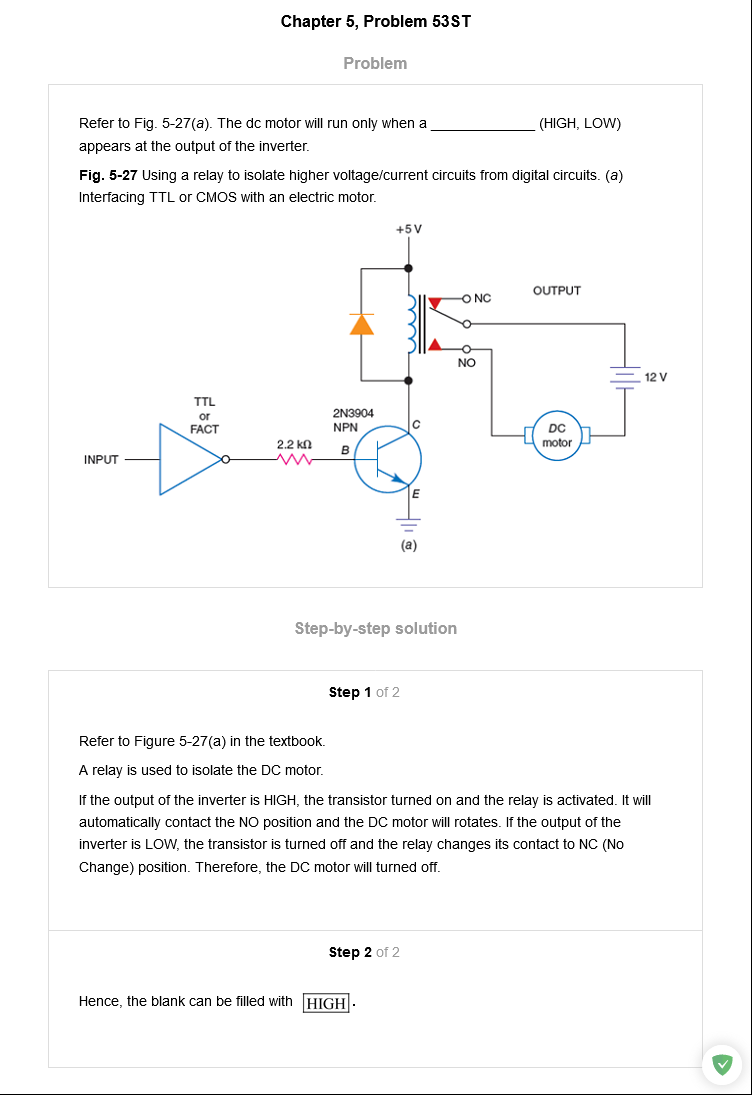 Chapter 5, Problem 53ST
Problem
Refer to Fig. 5-27(a). The dc motor will run only when a ______________ (HIGH, LOW)
appears at the output of the inverter.
Fig. 5-27 Using a relay to isolate higher voltage/current circuits from digital circuits. (a)
Interfacing TTL or CMOS with an electric motor.
+5 V
NC
OUTPUT
NO
12 V
TTL
or
FACT
2N3904
NPN
C
DC
motor
2.2 kΩ
B
INPUT
E
(a)
Step-by-step solution
Step 1 of 2
Refer to Figure 5-27(a) in the textbook.
A relay is used to isolate the DC motor.
If the output of the inverter is HIGH, the transistor turned on and the relay is activated. It will
automatically contact the NO position and the DC motor will rotates. If the output of the
inverter is LOW, the transistor is turned off and the relay changes its contact to NC (No
Change) position. Therefore, the DC motor will turned off.
Step 2 of 2
Hence, the blank can be filled with HIGH.